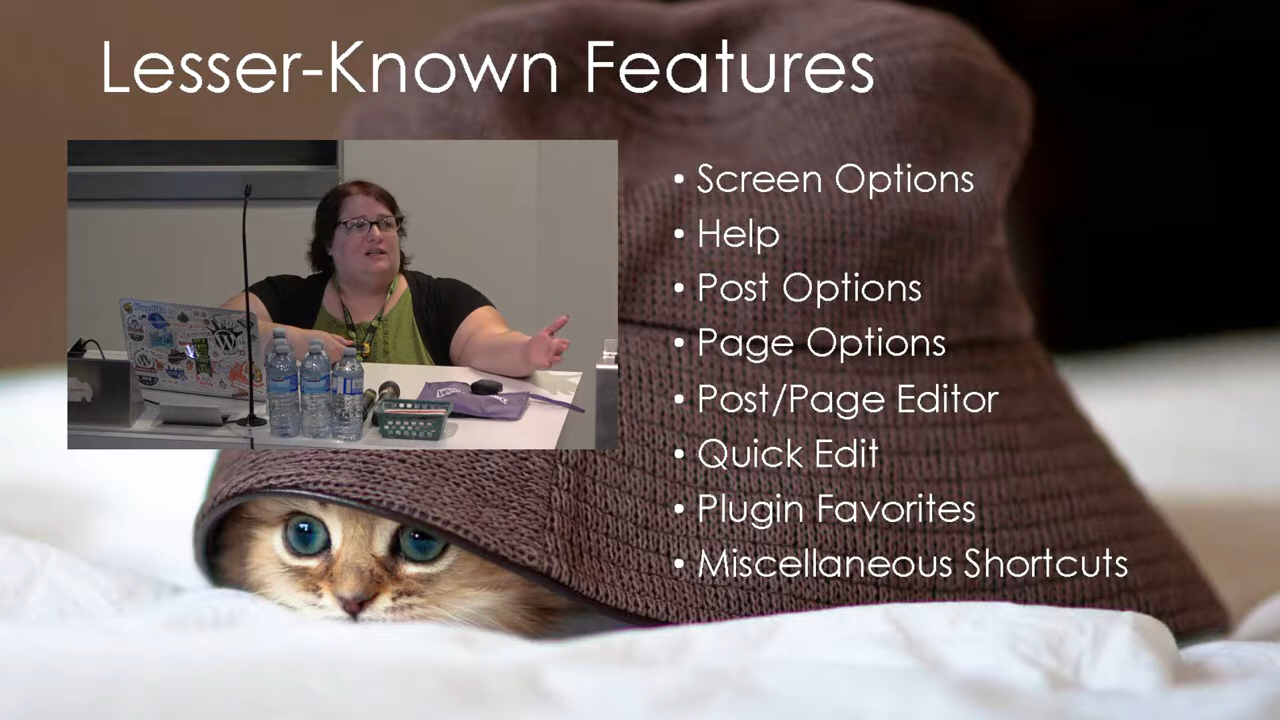 Lesser-Known Features
• Screen Options
• Help
• Post Options
• Page Options
• Post/Page Editor
• Quick Edit
• Plugin Favorites
• Miscellaneous Shortcuts